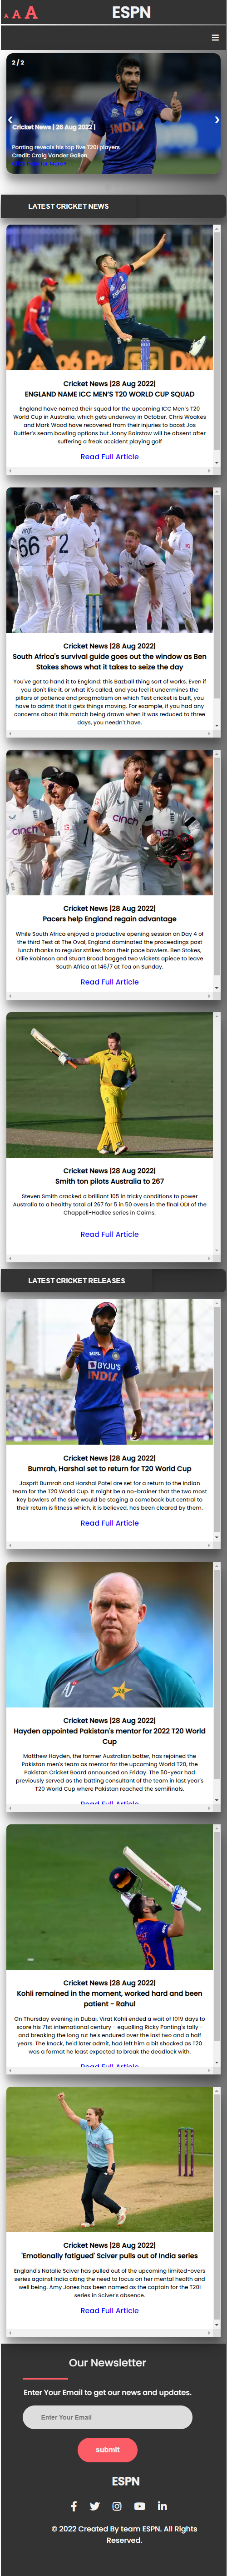 A A A
ESPN
2 / 2
Cricket News | 26 Aug 2022 |
Ponting reveals his top five T20I players
Credit: Craig Vander Gallen.
LATEST CRICKET NEWS
Cricket News |28 Aug 2022|
ENGLAND NAME ICC MEN'S T20 WORLD CUP SQUAD
England have named their squad for the upcoming ICC Men's T20
World Cup in Australia, which gets underway in October. Chris Woakes
and Mark Wood have recovered from their injuries to boost Jos
Buttler's seam bowling options but Jonny Bairstow will be absent after
suffering a freak accident playing golf
Read Full Article
Cricket News |28 Aug 2022|
South Africa's survival guide goes out the window as Ben
Stokes shows what it takes to seize the day
You've got to hand it to England: this Bazball thing sort of works. Even if
you don't like it, or what it's called, and you feel it undermines the
pillars of patience and pragmatism on which Test cricket is built, you
have to admit that it gets things moving. For example, if you had any
concerns about this match being drawn when it was reduced to three
days, you needn't have.
cinch
cinch
Cricket News |28 Aug 2022|
Pacers help England regain advantage
While South Africa enjoyed a productive opening session on Day 4 of
the third Test at The Oval, England dominated the proceedings post
lunch thanks to regular strikes from their pace bowlers. Ben Stokes,
Ollie Robinson and Stuart Broad bagged two wickets apiece to leave
South Africa at 146/7 at Tea on Sunday.
Read Full Article
Cricket News |28 Aug 2022|
Smith ton pilots Australia to 267
Steven Smith cracked a brilliant 105 in tricky conditions to power
Australia to a healthy total of 267 for 5 in 50 overs in the final ODI of the
Chappell-Hadlee series in Cairns.
Read Full Article
LATEST CRICKET RELEASES
BYJU'S
INDIA
Cricket News |28 Aug 2022|
Bumrah, Harshal set to return for T20 World Cup
Jasprit Bumrah and Harshal Patel are set for a return to the Indian
team for the T20 World Cup. It might be a no-brainer that the two most
key bowlers of the side would be staging a comeback but central to
their return is fitness which, it is believed, has been cleared by them.
Read Full Article
Cricket News |28 Aug 2022|
Hayden appointed Pakistan's mentor for 2022 T20 World
Cup
Matthew Hayden, the former Australian batter, has rejoined the
Pakistan men's team as mentor for the upcoming World T20, the
Pakistan Cricket Board announced on Friday. The 50-year had
previously served as the batting consultant of the team in last year's
T20 World Cup where Pakistan reached the semifinals.
Read Full Article
Cricket News |28 Aug 2022|
Kohli remained in the moment, worked hard and been
patient - Rahul
On Thursday evening in Dubai, Virat Kohli ended a wait of 1019 days to
score his 71st international century - equalling Ricky Ponting's tally -
and breaking the long rut he's endured over the last two and a half
years. The knock, he'd later admit, had left him a bit shocked as T20
was a format he least expected to break the deadlock with.
Read Full Article
Cricket News |28 Aug 2022|
'Emotionally fatigued' Sciver pulls out of India series
England's Natalie Sciver has pulled out of the upcoming limited-overs
series against India citing the need to focus on her mental health and
well being. Amy Jones has been named as the captain for the T20I
series in Sciver's absence.
Read Full Article
Our Newsletter
Enter Your Email to get our news and updates.
Enter Your Email
submit
ESPN
© 2022 Created By team ESPN. All Rights
Reserved.